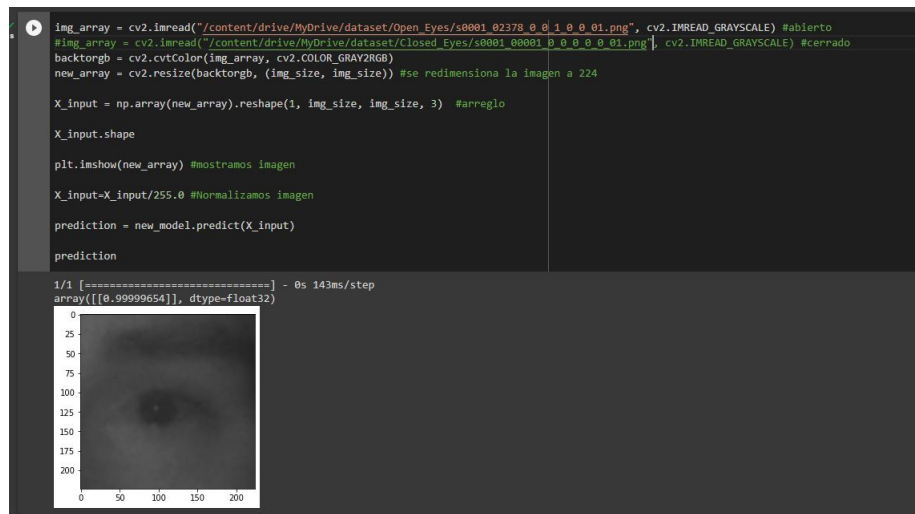 img_array = cv2.imread("/content/drive/MyDrive/dataset/Open_Eyes/s0001_02378_0_0_1_0_0_01.png", cv2.IMREAD_GRAYSCALE) #abierto
#img_array = cv2.imread("/content/drive/MyDrive/dataset/Closed_Eyes/s0001_00001_0_0_0_0_0_01.png", cv2.IMREAD_GRAYSCALE) #cerrado
backtorgb = cv2.cvtColor(img_array, cv2.COLOR_GRAY2RGB)
new_array = cv2.resize(backtorgb, (img_size, img_size)) #se redimensiona la imagen a 224
X_input = np.array(new_array).reshape(1, img_size, img_size, 3) #arreglo
X_input.shape
plt.imshow(new_array) #mostramos imagen
X_input=X_input/255.0 #Normalizamos imagen
prediction = new_model.predict(X_input)
prediction
1/1 [==============================] - 0s 143ms/step
array([[0.99999654]], dtype=float32)
0
25
50
75
100
125
150
175
200
0 50 100 150 200